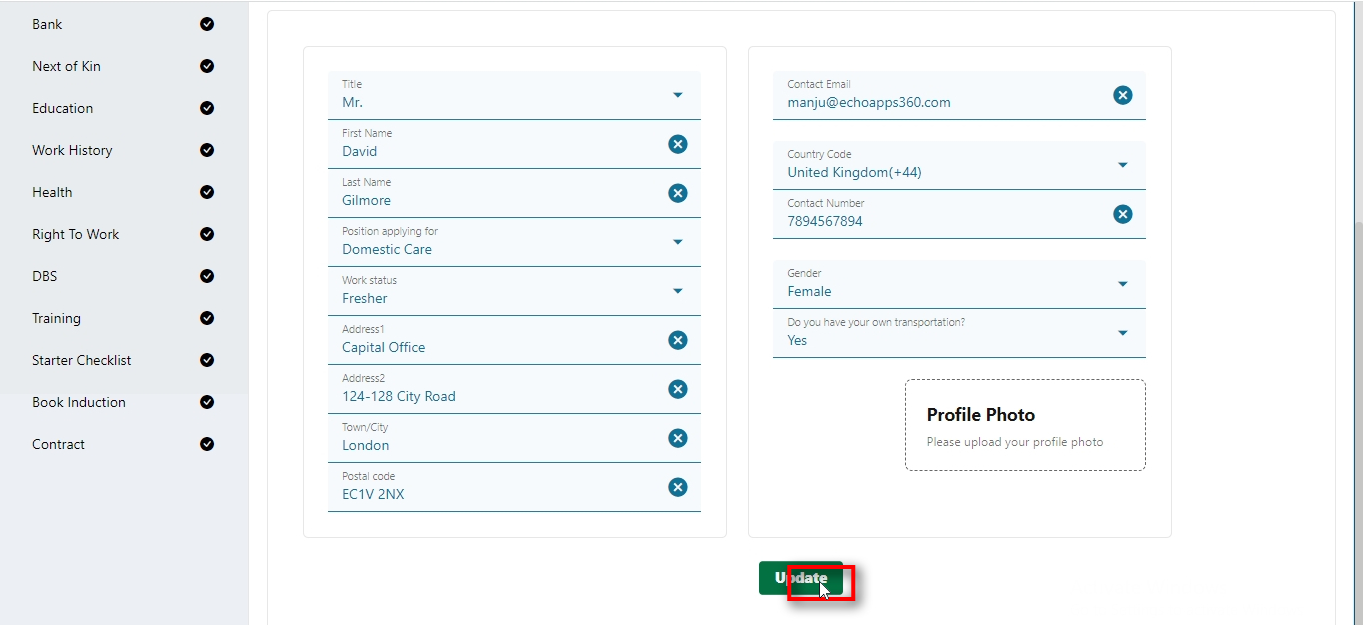 Bank
Next of Kin
Education
Work History
Health
Right To Work
DBS
Training
Starter Checklist
Book Induction
Contract
Title
Mr.
First Name
David
Last Name
Gilmore
Position applying for
Domestic Care
Work status
Fresher
Address1
Capital Office
Address2
124-128 City Road
Town/City
London
Postal code
EC1V 2NX
Contact Email
manju@echoapps360.com
Country Code
United Kingdom(+44)
Contact Number
7894567894
Gender
Female
Do you have your own transportation?
Yes
Profile Photo
Please upload your profile photo
Update